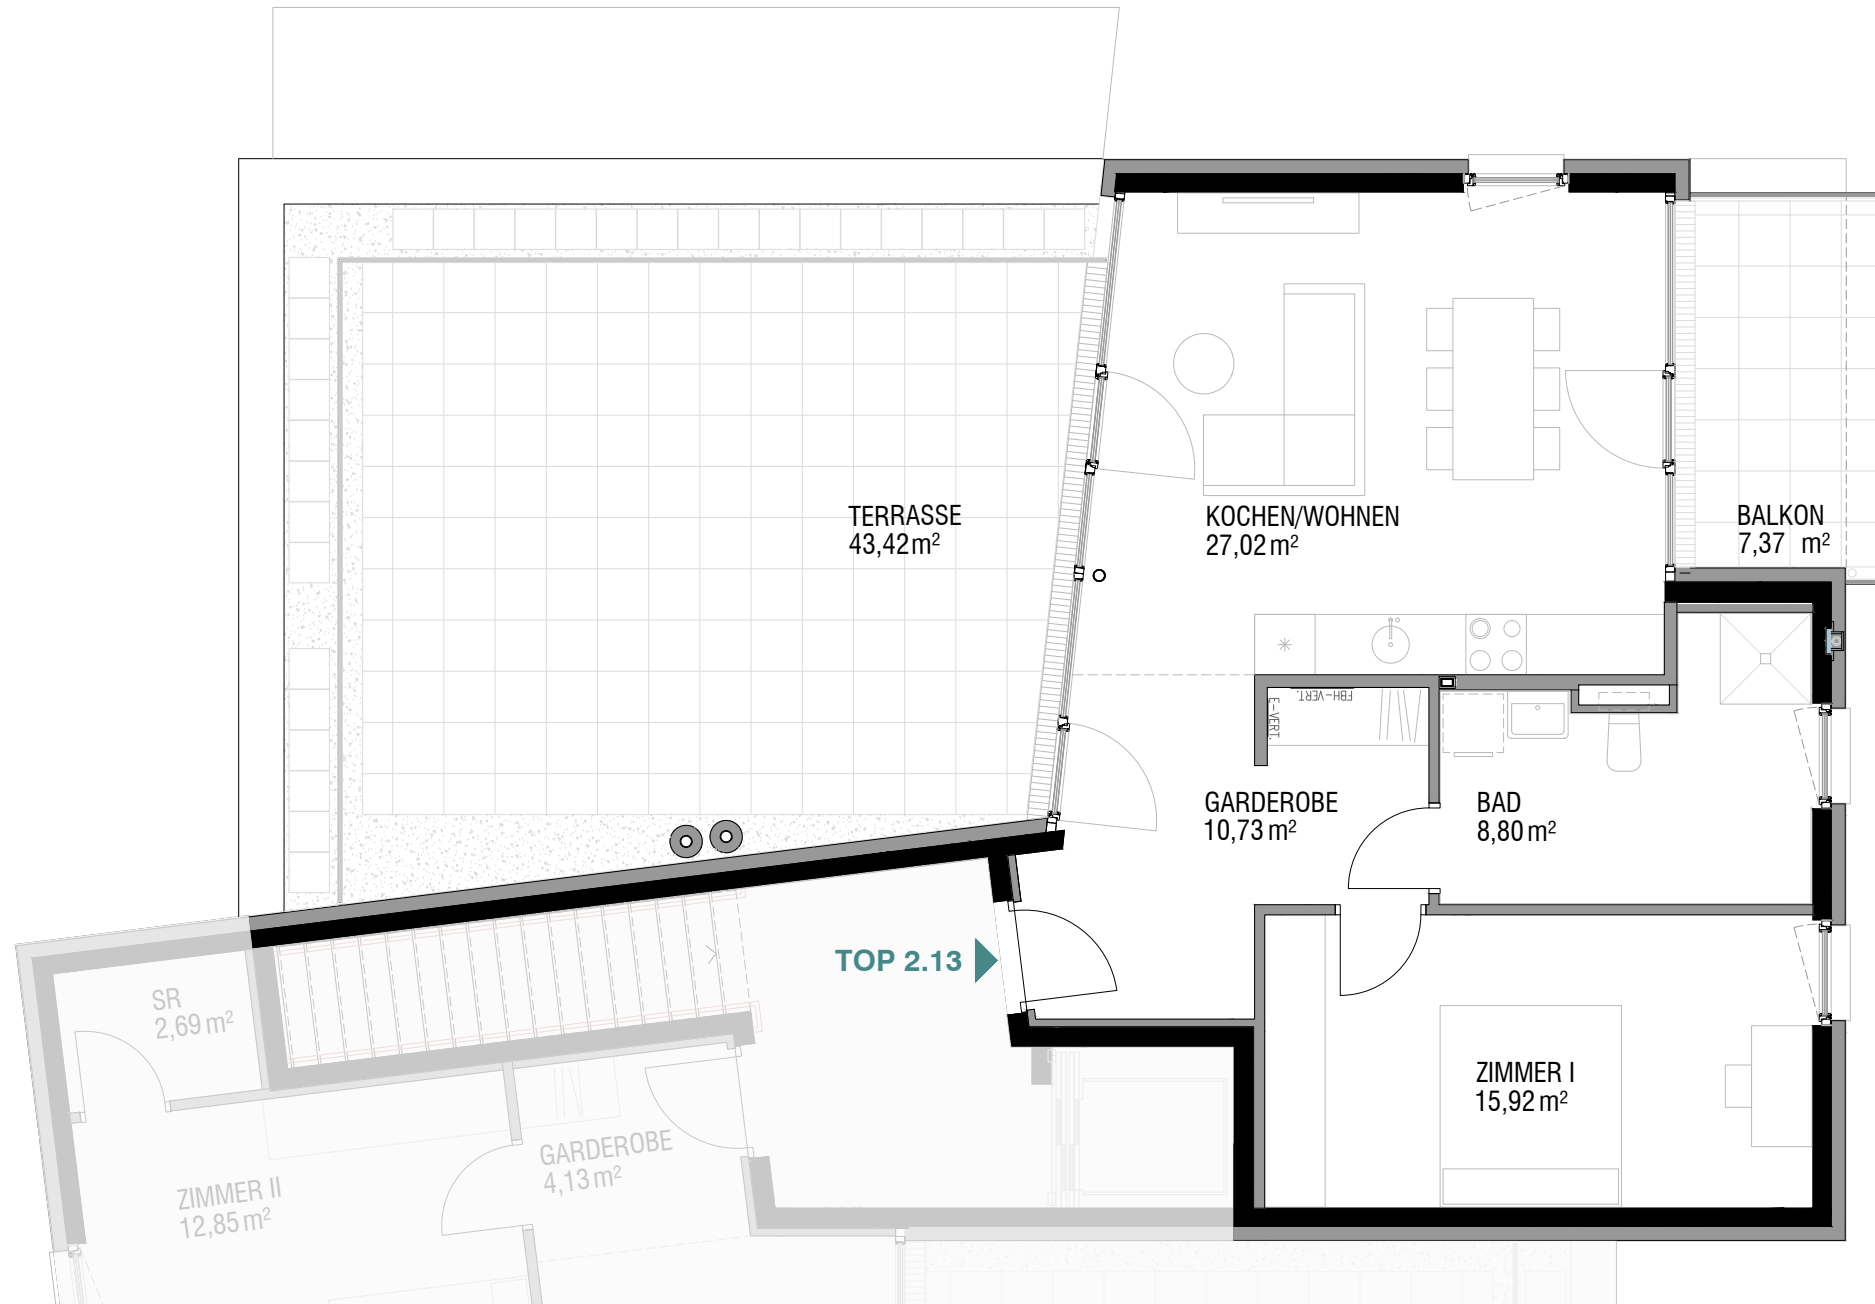 TERRASSE
43,42 m²
KOCHEN/WOHNEN
27,02 m²
BALKON
7,37 m²
FBH-VERT.
E-VERT.
GARDEROBE
10,73 m²
BAD
8,80 m²
TOP 2.13
SR
2,69 m²
ZIMMER I
15,92 m²
GARDEROBE
4,13 m²
ZIMMER II
12,85 m²